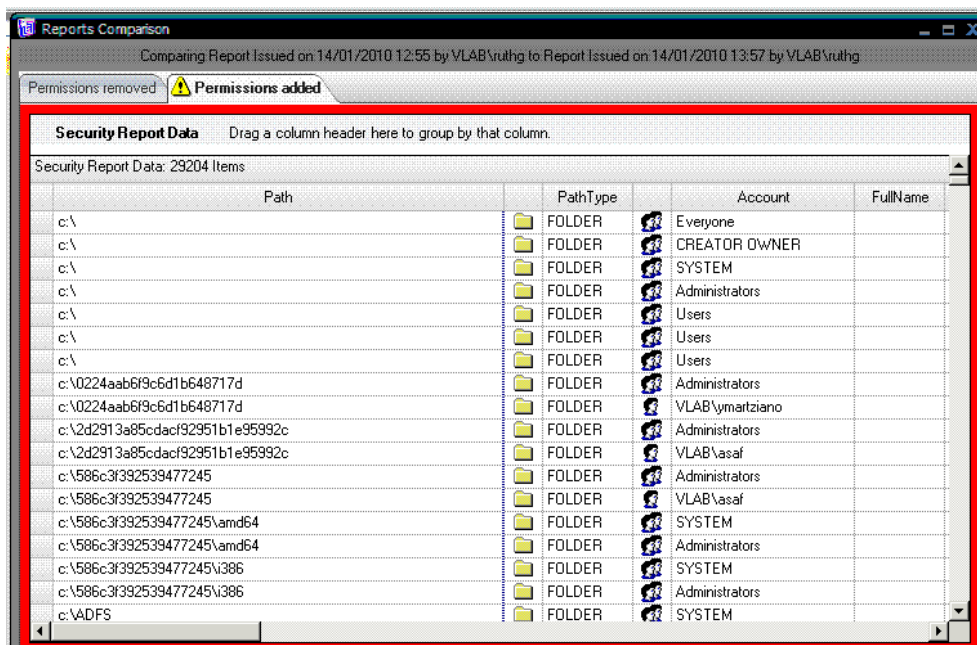 Reports Comparison
Comparing Report Issued on 14/01/2010 12:55 by VLAB\ruthg to Report Issued on 14/01/2010 13:57 by VLAB\ruthg
Permissions removed Permissions added
Security Report Data Drag a column header here to group by that column.
Security Report Data: 29204 Items
Path PathType Account FullName
c:\ FOLDER Everyone
c:\ FOLDER CREATOR OWNER
c:\ FOLDER SYSTEM
c:\ FOLDER Administrators
c:\ FOLDER Users
c:\ FOLDER Users
c:\ FOLDER Users
c:\0224aab6f9c6d1b648717d FOLDER Administrators
c:\0224aab6f9c6d1b648717d FOLDER VLAB\ymartziano
c:\2d2913a85cdacf92951b1e95992c FOLDER Administrators
c:\2d2913a85cdacf92951b1e95992c FOLDER VLAB\asaf
c:\586c3f392539477245 FOLDER Administrators
c:\586c3f392539477245 FOLDER VLAB\asaf
c:\586c3f392539477245\amd64 FOLDER SYSTEM
c:\586c3f392539477245\amd64 FOLDER Administrators
c:\586c3f392539477245\i386 FOLDER SYSTEM
c:\586c3f392539477245\i386 FOLDER Administrators
c:\ADFS FOLDER SYSTEM